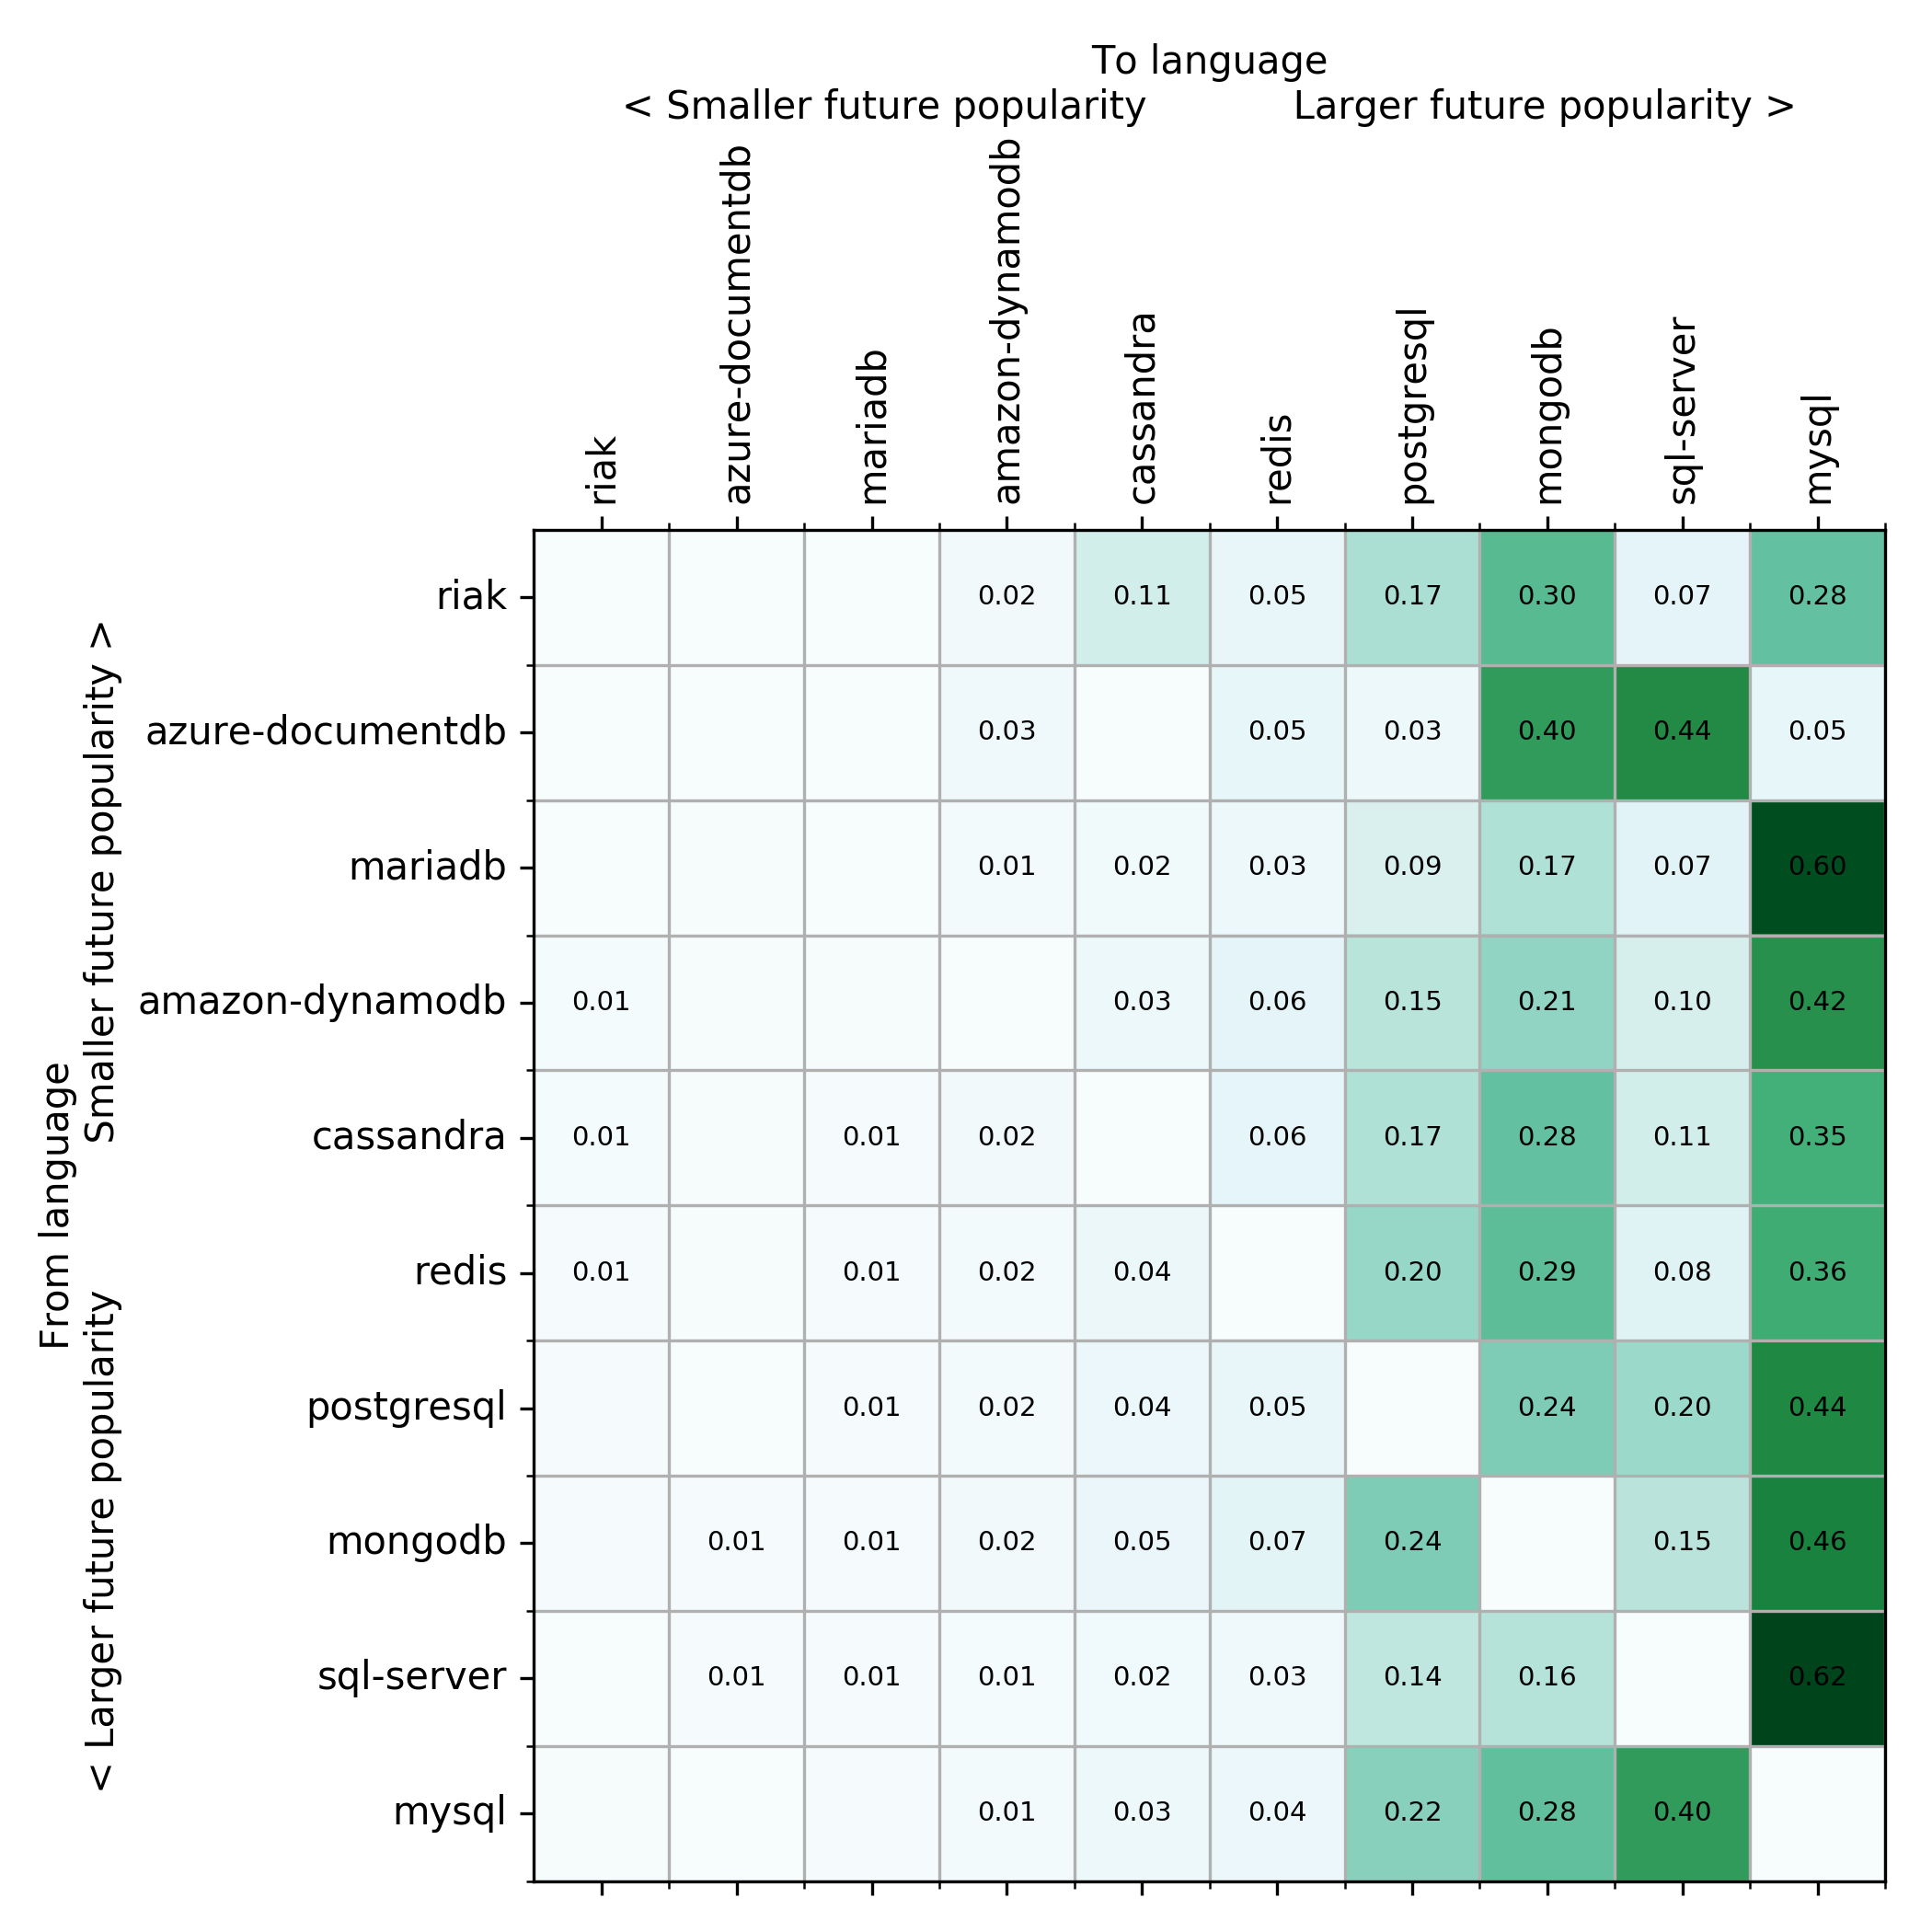 To language
< Smaller future popularity Larger future popularity >
riak
azure-documentdb
mariadb
amazon-dynamodb
cassandra
redis
postgresql
mongodb
sql-server
mysql
From language
< Larger future popularity Smaller future popularity >
riak 0.02 0.11 0.05 0.17 0.30 0.07 0.28
azure-documentdb 0.03 0.05 0.03 0.40 0.44 0.05
mariadb 0.01 0.02 0.03 0.09 0.17 0.07 0.60
amazon-dynamodb 0.01 0.03 0.06 0.15 0.21 0.10 0.42
cassandra 0.01 0.01 0.02 0.06 0.17 0.28 0.11 0.35
redis 0.01 0.01 0.02 0.04 0.20 0.29 0.08 0.36
postgresql 0.01 0.02 0.04 0.05 0.24 0.20 0.44
mongodb 0.01 0.01 0.02 0.05 0.07 0.24 0.15 0.46
sql-server 0.01 0.01 0.01 0.02 0.03 0.14 0.16 0.62
mysql 0.01 0.03 0.04 0.22 0.28 0.40